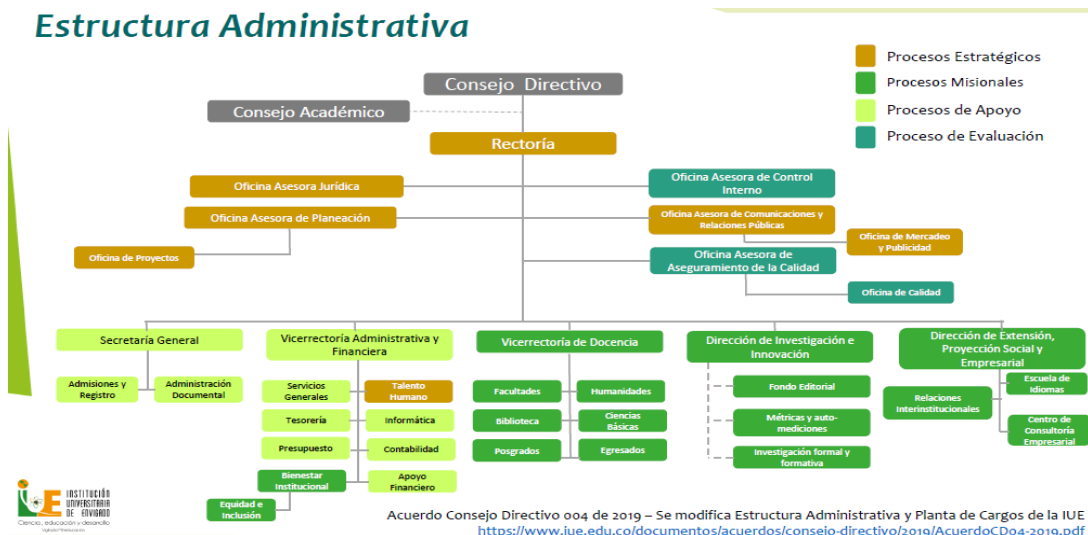 Estructura Administrativa
Procesos Estratégicos
Procesos Misionales
Procesos de Apoyo
Proceso de Evaluación
Consejo Directivo
Consejo Académico
Rectoría
Oficina Asesora Jurídica
Oficina Asesora de Control
Interno
Oficina Asesora de Planeación
Oficina Asesora de Comunicaciones y
Relaciones Públicas
Oficina de Proyectos
Oficina de Mercadeo
y Publicidad
Oficina Asesora de
Aseguramiento de la Calidad
Oficina de Calidad
Secretaría General
Vicerrectoría Administrativa y
Financiera
Vicerrectoría de Docencia
Dirección de Investigación e
Innovación
Dirección de Extensión,
Proyección Social y
Empresarial
Admisiones y
Registro
Administración
Documental
Servicios
Generales
Talento
Humano
Tesorería
Informática
Presupuesto
Contabilidad
Bienestar
Institucional
Apoyo
Financiero
Equidad e
Inclusión
Facultades
Humanidades
Biblioteca
Ciencias
Básicas
Posgrados
Egresados
Fondo Editorial
Métricas y auto-
mediciones
Investigación formal y
formativa
Relaciones
Interinstitucionales
Escuela de
Idiomas
Centro de
Consultoría
Empresarial
iUE
INSTITUCIÓN
UNIVERSITARIA
DE ENVIGADO
Ciencia, educación y desarrollo
Acuerdo Consejo Directivo 004 de 2019 – Se modifica Estructura Administrativa y Planta de Cargos de la IUE
https://www.iue.edu.co/documentos/acuerdos/consejo-directivo/2019/AcuerdoCD04-2019.pdf